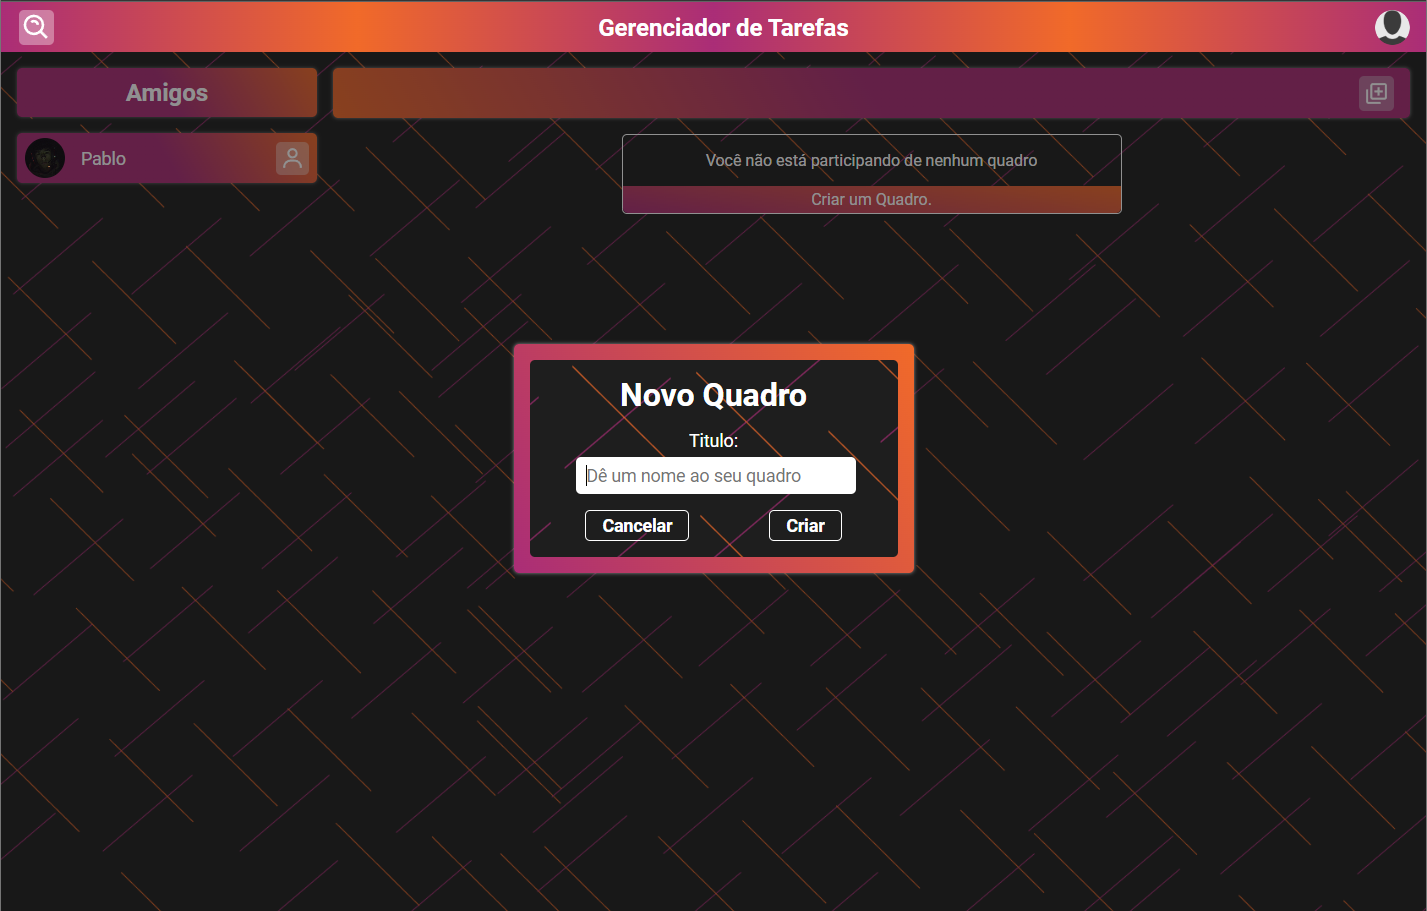 Gerenciador de Tarefas
Amigos
Pablo
Você não está participando de nenhum quadro
Criar um Quadro.
Novo Quadro
Titulo:
Dê um nome ao seu quadro
Cancelar
Criar